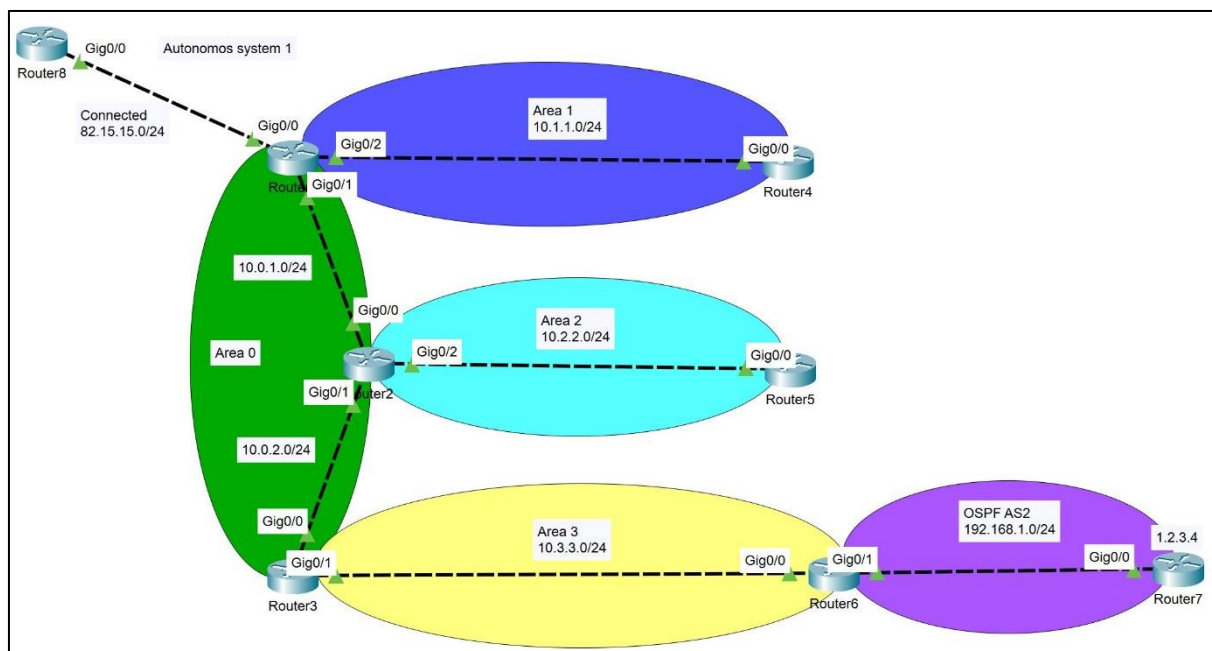 Gig0/0
Autonomos system 1
Router8
Connected
82.15.15.0/24
Gig0/0
Area 1
10.1.1.0/24
Gig0/2
Gig0/0
Route
Gig0/1
Router4
10.0.1.0/24
Gig0/0
Area 2
10.2.2.0/24
Area 0
Gig0/2
Gig0/0
outer2
Gig0/1
Router5
10.0.2.0/24
Gig0/0
Area 3
10.3.3.0/24
OSPF AS2
192.168.1.0/24
1.2.3.4
Gig0/1
Gig0/0
Gig0/1
Gig0/0
Router3
Router6
Router7